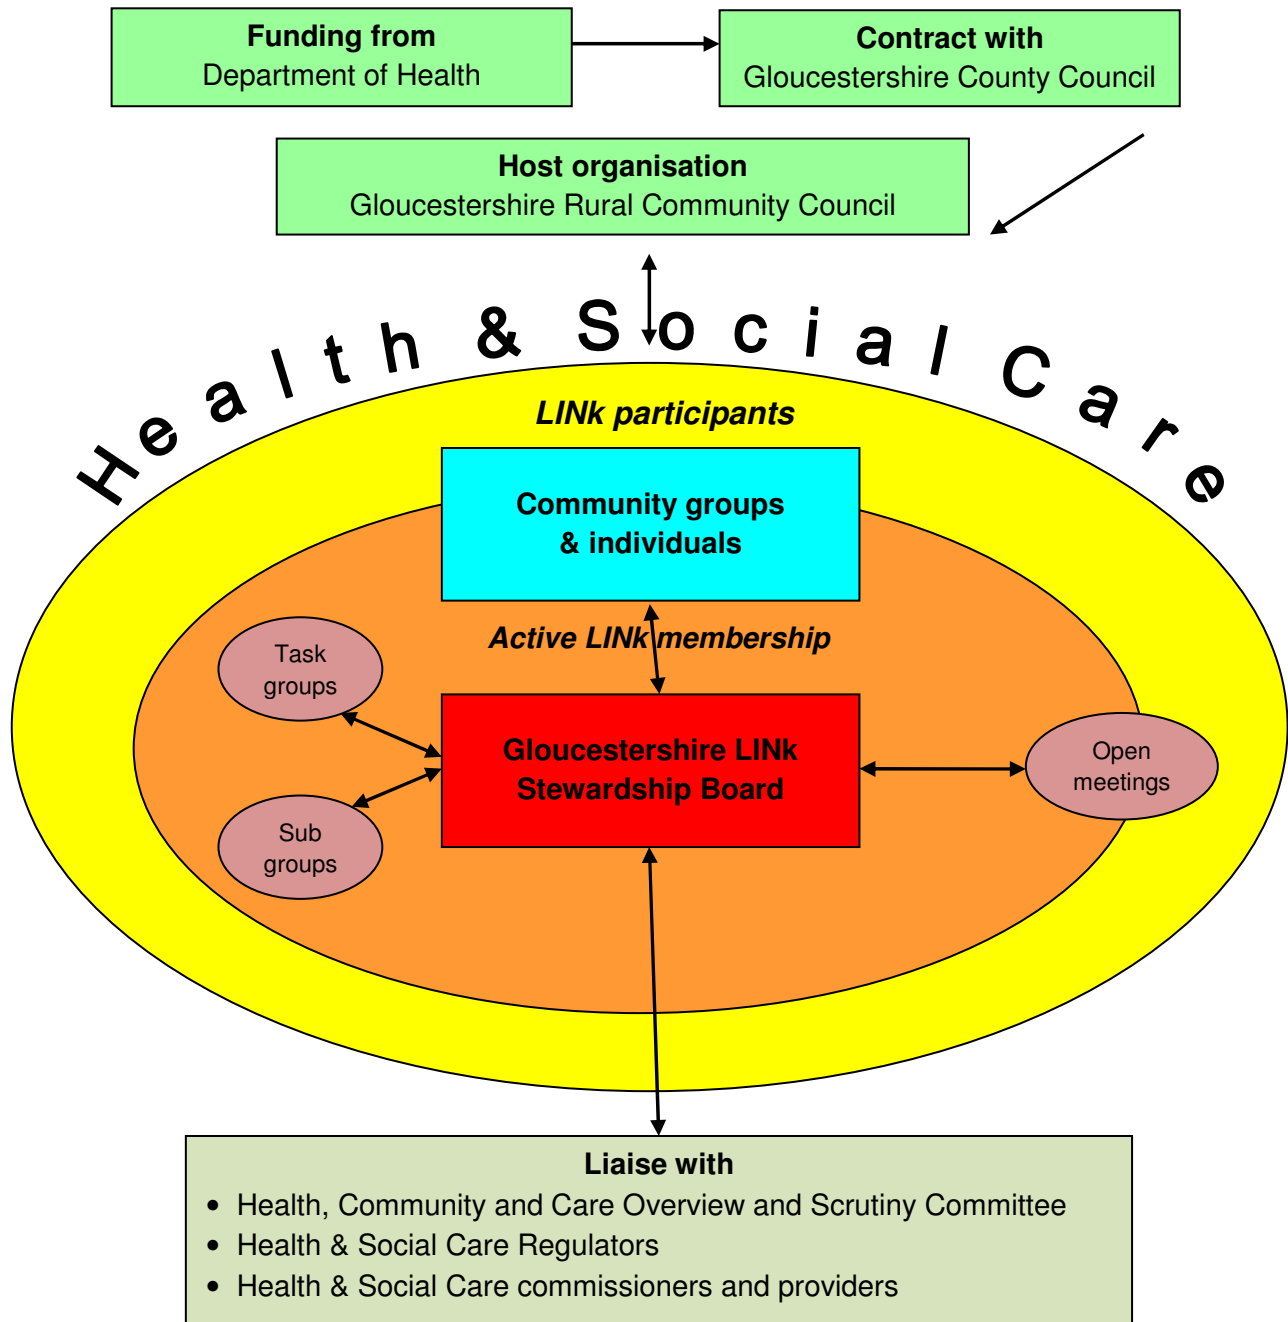 Funding from
Department of Health
Contract with
Gloucestershire County Council
Host organisation
Gloucestershire Rural Community Council
Health & Social Care
LINk participants
Community groups
& individuals
Active LINk membership
Task
groups
Gloucestershire LINk
Stewardship Board
Open
meetings
Sub
groups
Liaise with
• Health, Community and Care Overview and Scrutiny Committee
• Health & Social Care Regulators
• Health & Social Care commissioners and providers